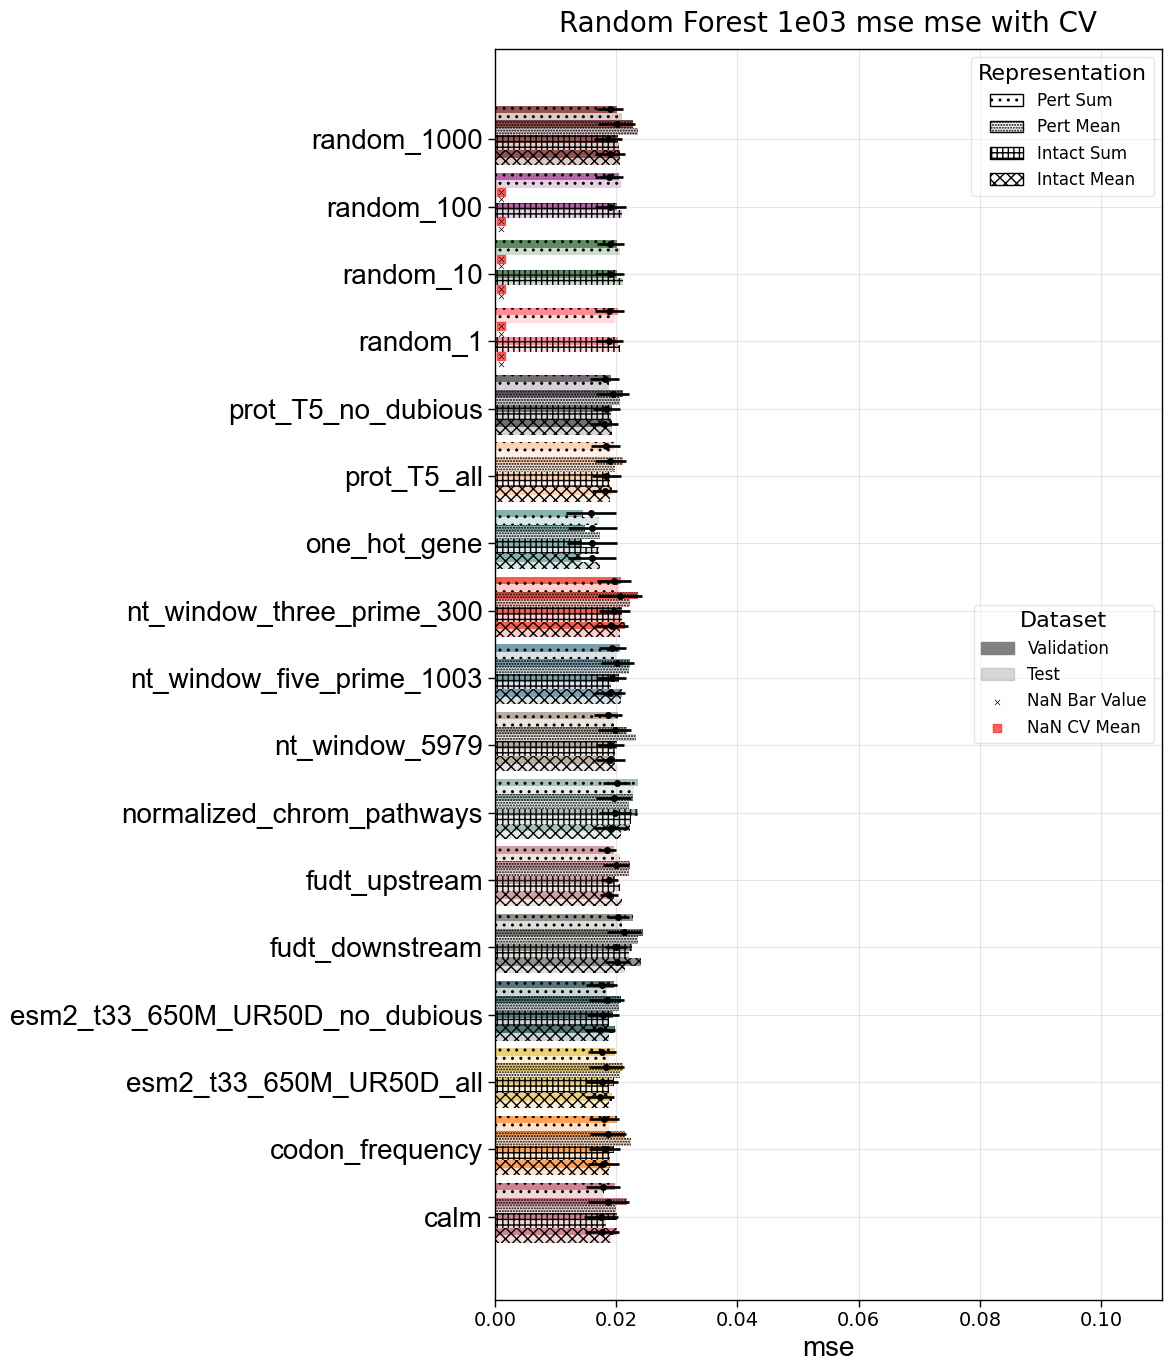 Random Forest 1e03 mse mse with CV
Representation
Pert Sum
Pert Mean
Intact Sum
Intact Mean
random_1000
random_100
random_10
random_1
prot_T5_no_dubious
prot_T5_all
one_hot_gene
nt_window_three_prime_300
nt_window_five_prime_1003
nt_window_5979
normalized_chrom_pathways
fudt_upstream
fudt_downstream
esm2_t33_650M_UR50D_no_dubious
esm2_t33_650M_UR50D_all
codon_frequency
calm
Dataset
Validation
Test
NaN Bar Value
NaN CV Mean
0.00 0.02 0.04 0.06 0.08 0.10
mse